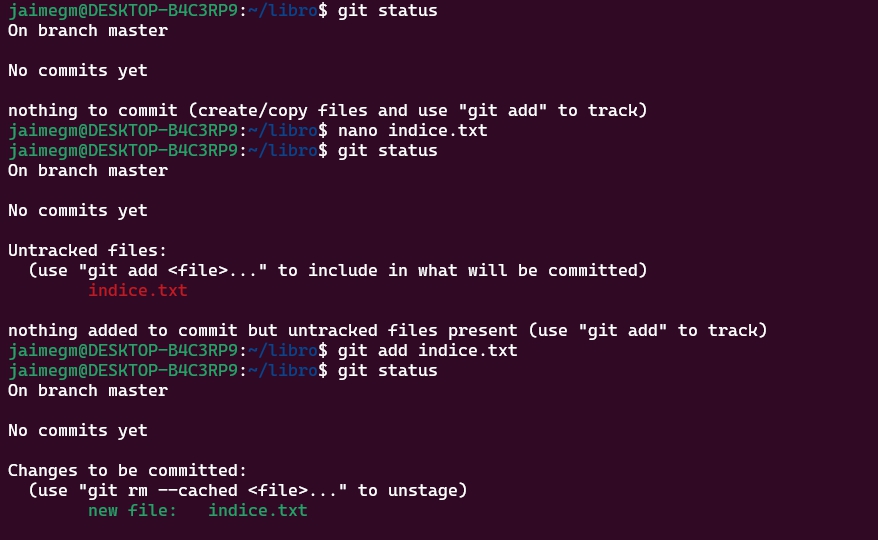 jaimegm@DESKTOP-B4C3RP9:~/libro$ git status
On branch master
No commits yet
nothing to commit (create/copy files and use "git add" to track)
jaimegm@DESKTOP-B4C3RP9:~/libro$ nano indice.txt
jaimegm@DESKTOP-B4C3RP9:~/libro$ git status
On branch master
No commits yet
Untracked files:
  (use "git add <file>..." to include in what will be committed)
        indice.txt
nothing added to commit but untracked files present (use "git add" to track)
jaimegm@DESKTOP-B4C3RP9:~/libro$ git add indice.txt
jaimegm@DESKTOP-B4C3RP9:~/libro$ git status
On branch master
No commits yet
Changes to be committed:
  (use "git rm --cached <file>..." to unstage)
        new file:   indice.txt